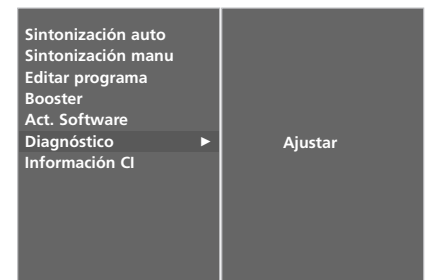 Sintonización auto
Sintonización manu
Editar programa
Booster
Act. Software
Diagnóstico ► Ajustar
Información CI